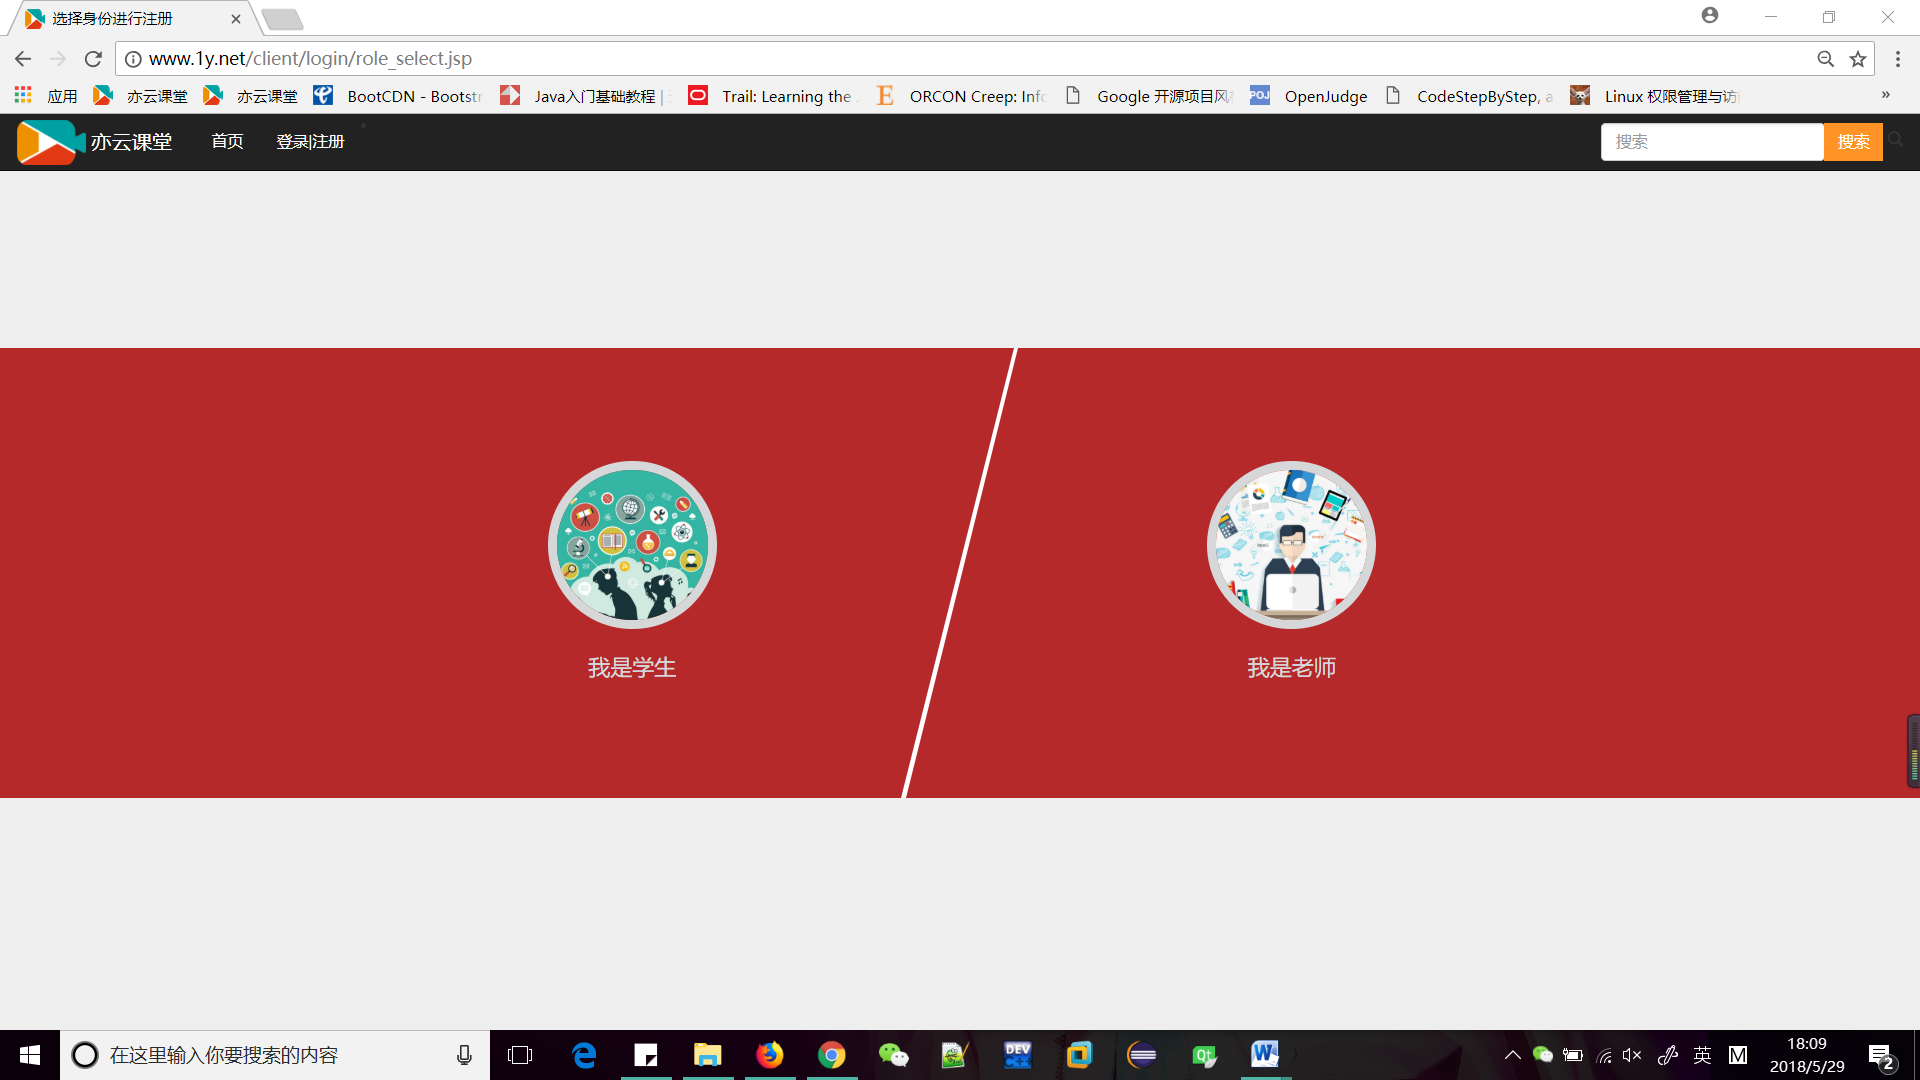 选择身份进行注册
www.1y.net/client/login/role_select.jsp
应用 亦云课堂 亦云课堂 BootCDN - Bootstr Java入门基础教程 | Trail: Learning the ORCON Creep: Info Google 开源项目风格 OpenJudge CodeStepByStep, a Linux 权限管理与访 »
亦云课堂 首页 登录|注册 搜索 搜索
我是学生 我是老师
在这里输入你要搜索的内容
英 M 18:09
2018/5/29 2